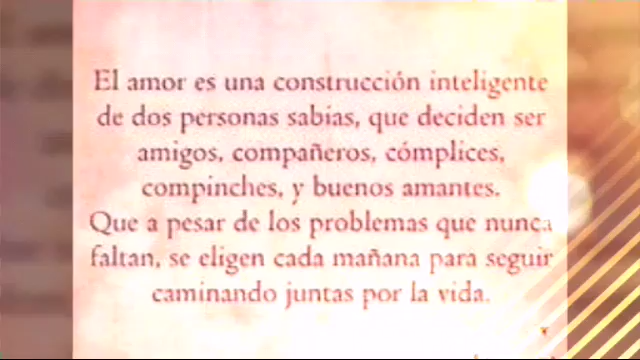 El amor es una construcción inteligente
de dos personas sabias, que deciden ser
amigos, compañeros, cómplices,
compinches, y buenos amantes.
Que a pesar de los problemas que nunca
faltan, se eligen cada mañana para seguir
caminando juntas por la vida.